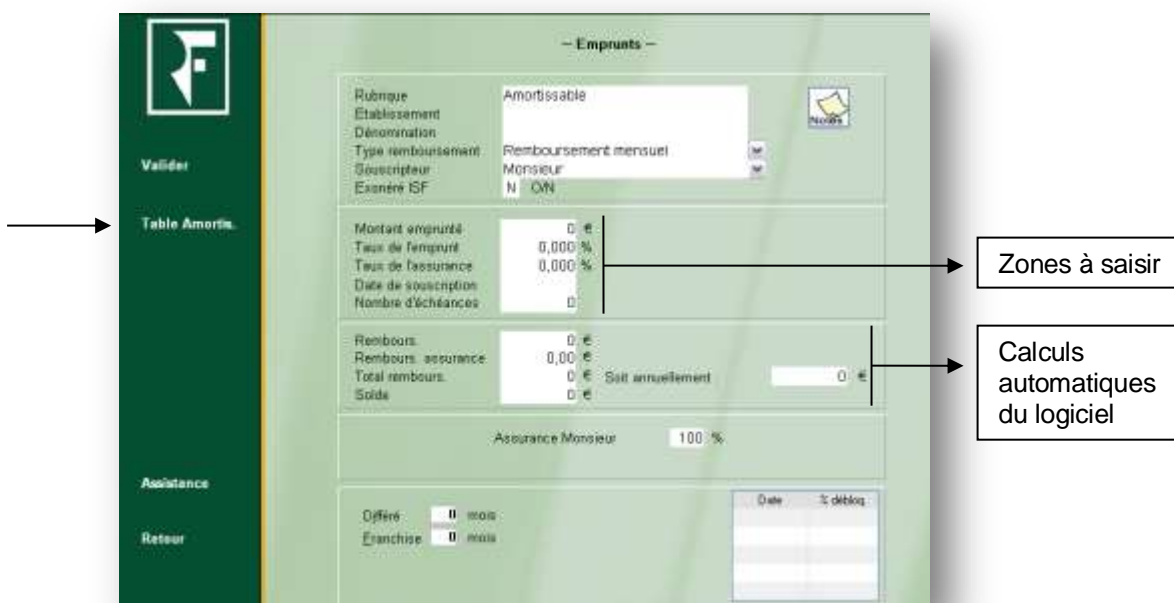 – Emprunts –
Rubrique Amortissable
Etablissement
Dénomination
Notes
Type remboursement Remboursement mensuel
Valider
Souscripteur Monsieur
Exonéré ISF N O/N
Table Amortis.
Montant emprunté 0 €
Taux de l'emprunt 0,000 %
Taux de l'assurance 0,000 %
Date de souscription
Nombre d'échéances 0
Zones à saisir
Rembours. 0 €
Rembours. assurance 0,00 €
Total rembours. 0 € Soit annuellement 0 €
Solde 0 €
Calculs
automatiques
du logiciel
Assurance Monsieur 100 %
Assistance
Date % débloq
Différé 0 mois
Franchise 0 mois
Retour